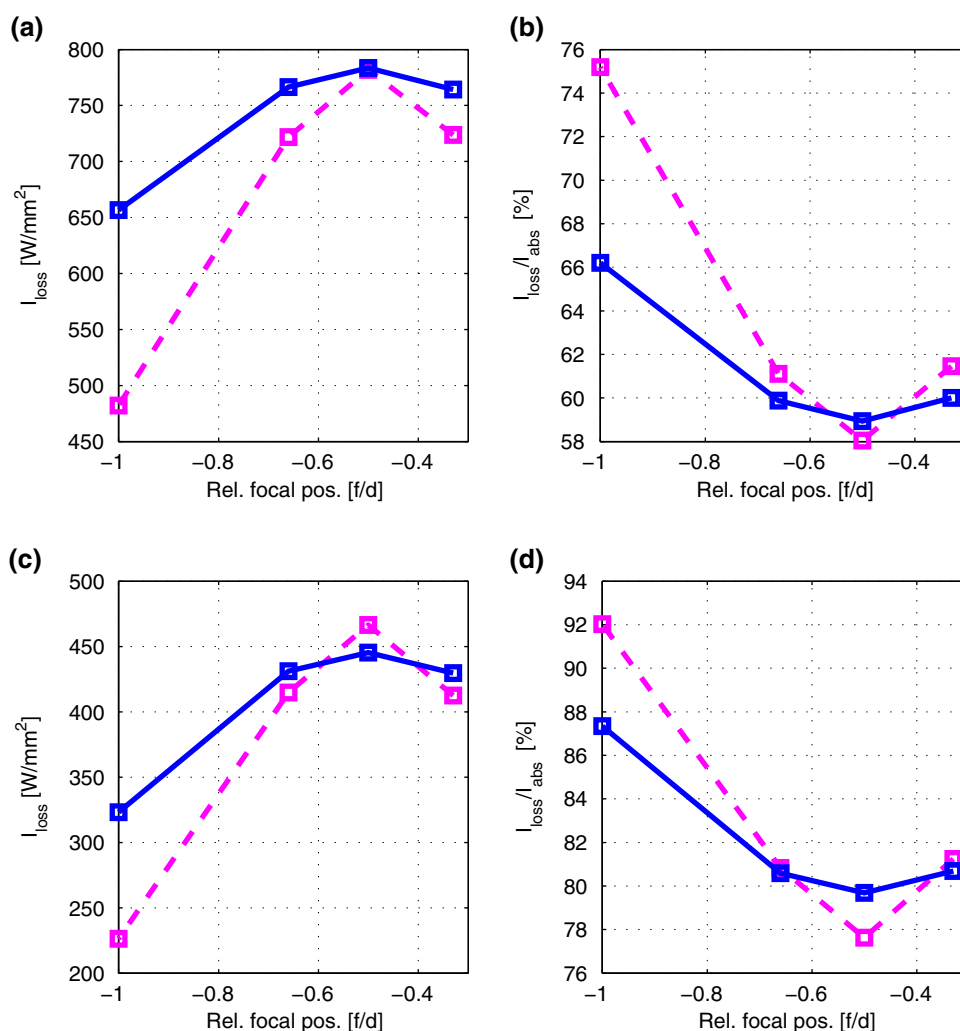 (a)
800
750
700
650
600
550
500
450
I_loss [W/mm²]
−1 −0.8 −0.6 −0.4
Rel. focal pos. [f/d]
(b)
76
74
72
70
68
66
64
62
60
58
I_loss/I_abs [%]
−1 −0.8 −0.6 −0.4
Rel. focal pos. [f/d]
(c)
500
450
400
350
300
250
200
I_loss [W/mm²]
−1 −0.8 −0.6 −0.4
Rel. focal pos. [f/d]
(d)
94
92
90
88
86
84
82
80
78
76
I_loss/I_abs [%]
−1 −0.8 −0.6 −0.4
Rel. focal pos. [f/d]